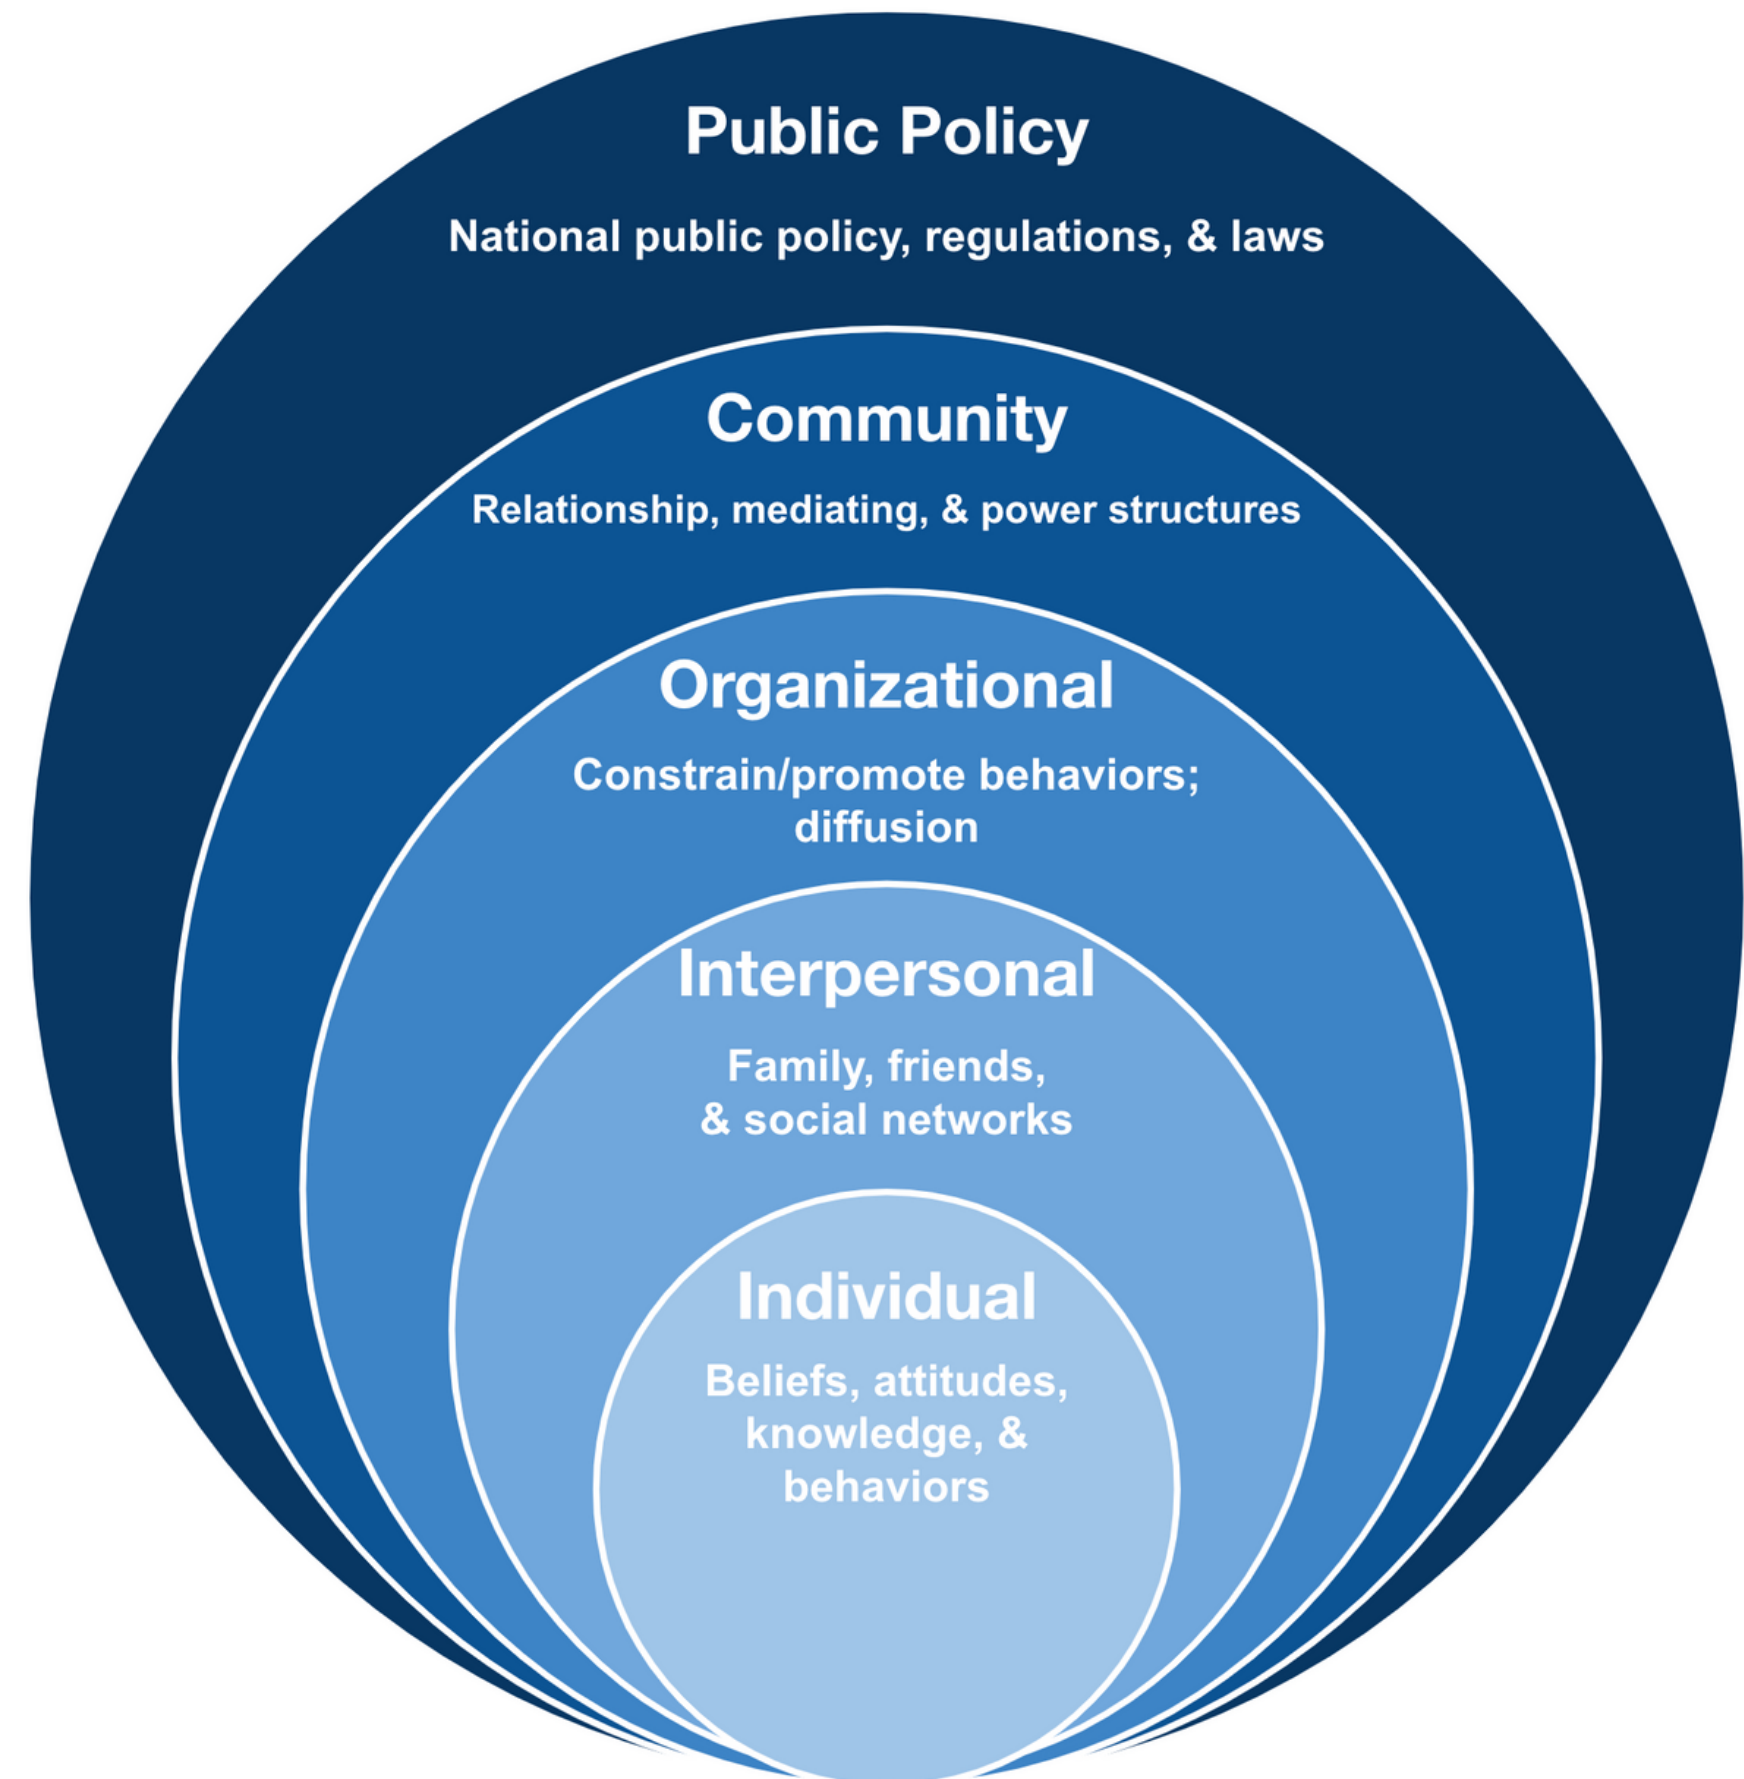 Public Policy
National public policy, regulations, & laws
Community
Relationship, mediating, & power structures
Organizational
Constrain/promote behaviors;
diffusion
Interpersonal
Family, friends,
& social networks
Individual
Beliefs, attitudes,
knowledge, &
behaviors